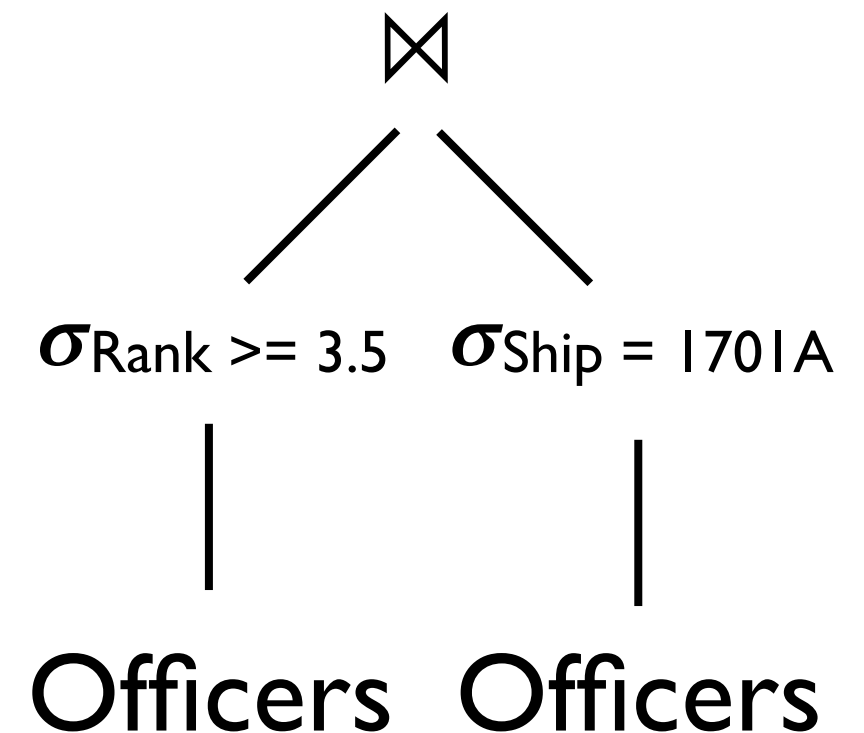 ⋈
σRank >= 3.5 σShip = 1701A
Officers Officers